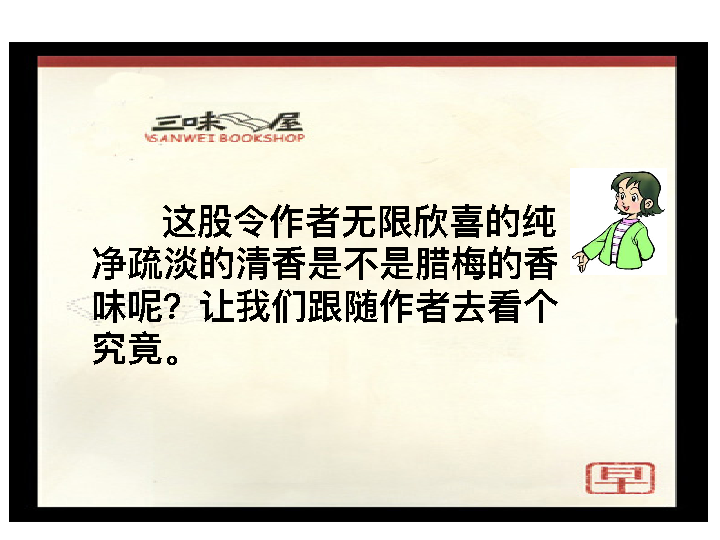 三味屋
SANWEI BOOKSHOP
这股令作者无限欣喜的纯
净疏淡的清香是不是腊梅的香
味呢？让我们跟随作者去看个
究竟。
早